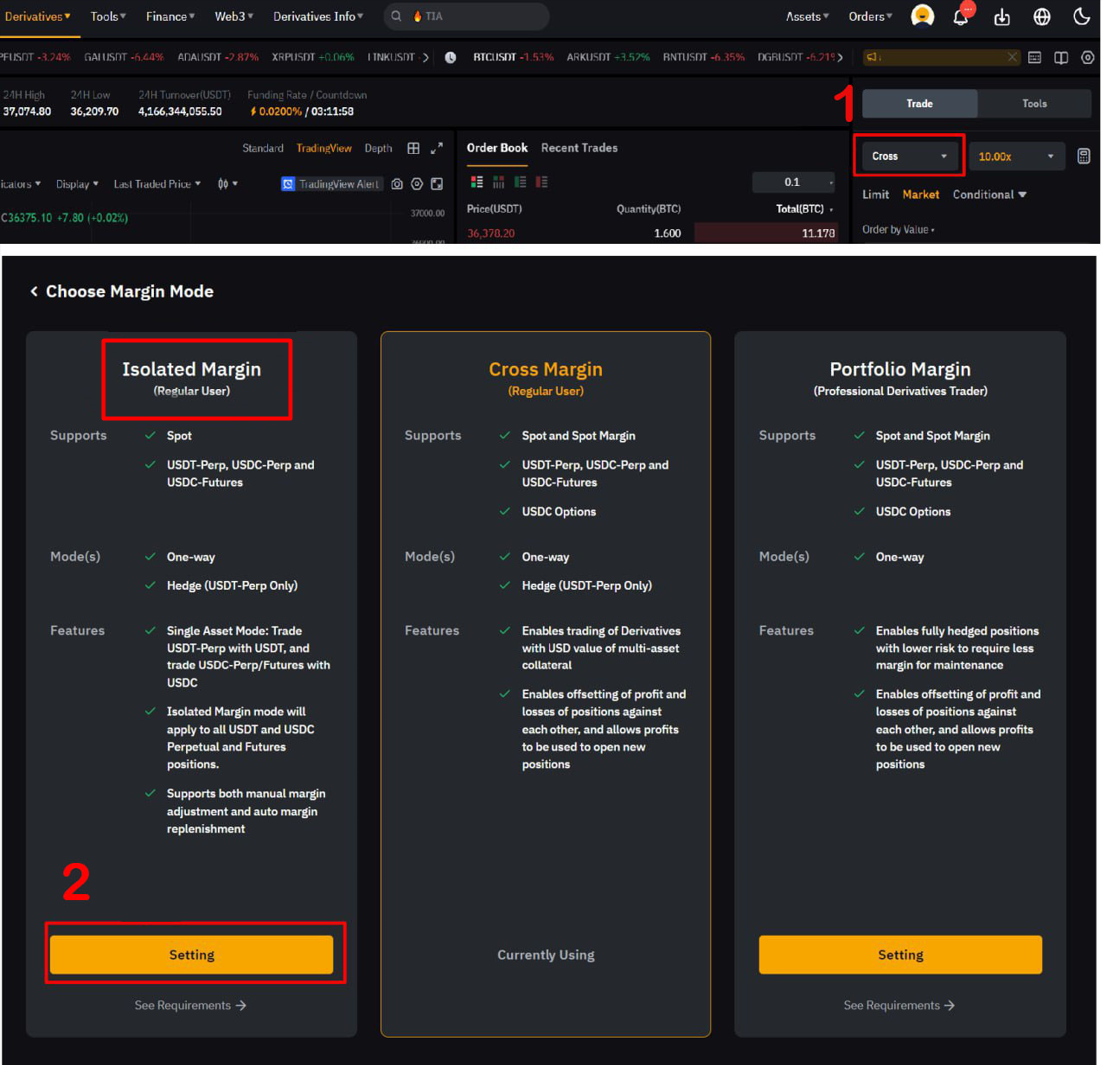 Derivatives Tools Finance Web3 Derivatives Info TIA Assets Orders
-3.24% GALUSDT -6.44% ADAUSDT -2.87% XRPUSDT +0.06% LINKUSDT BTCUSDT -1.53% ARKUSDT +3.52% BNTUSDT -6.35% DGBUSDT -6.21%
24H High 24H Low 24H Turnover(USDT) Funding Rate / Countdown
37,074.80 36,209.70 4,166,344,055.50 0.0200% / 03:11:58
1
Trade Tools
Standard TradingView Depth Order Book Recent Trades
Cross 10.00x
icators Display Last Traded Price TradingView Alert 0.1
Limit Market Conditional
C36375.10 +7.80 (+0.02%) 37000.00 Price(USDT) Quantity(BTC) Total(BTC)
36,378.20 1.600 11.178 Order by Value
< Choose Margin Mode
Isolated Margin
(Regular User)
Supports
Spot
USDT-Perp, USDC-Perp and
USDC-Futures
Mode(s)
One-way
Hedge (USDT-Perp Only)
Features
Single Asset Mode: Trade
USDT-Perp with USDT, and
trade USDC-Perp/Futures with
USDC
Isolated Margin mode will
apply to all USDT and USDC
Perpetual and Futures
positions.
Supports both manual margin
adjustment and auto margin
replenishment
2
Setting
See Requirements →
Cross Margin
(Regular User)
Supports
Spot and Spot Margin
USDT-Perp, USDC-Perp and
USDC-Futures
USDC Options
Mode(s)
One-way
Hedge (USDT-Perp Only)
Features
Enables trading of Derivatives
with USD value of multi-asset
collateral
Enables offsetting of profit and
losses of positions against
each other, and allows profits
to be used to open new
positions
Currently Using
Portfolio Margin
(Professional Derivatives Trader)
Supports
Spot and Spot Margin
USDT-Perp, USDC-Perp and
USDC-Futures
USDC Options
Mode(s)
One-way
Features
Enables fully hedged positions
with lower risk to require less
margin for maintenance
Enables offsetting of profit and
losses of positions against
each other, and allows profits
to be used to open new
positions
Setting
See Requirements →